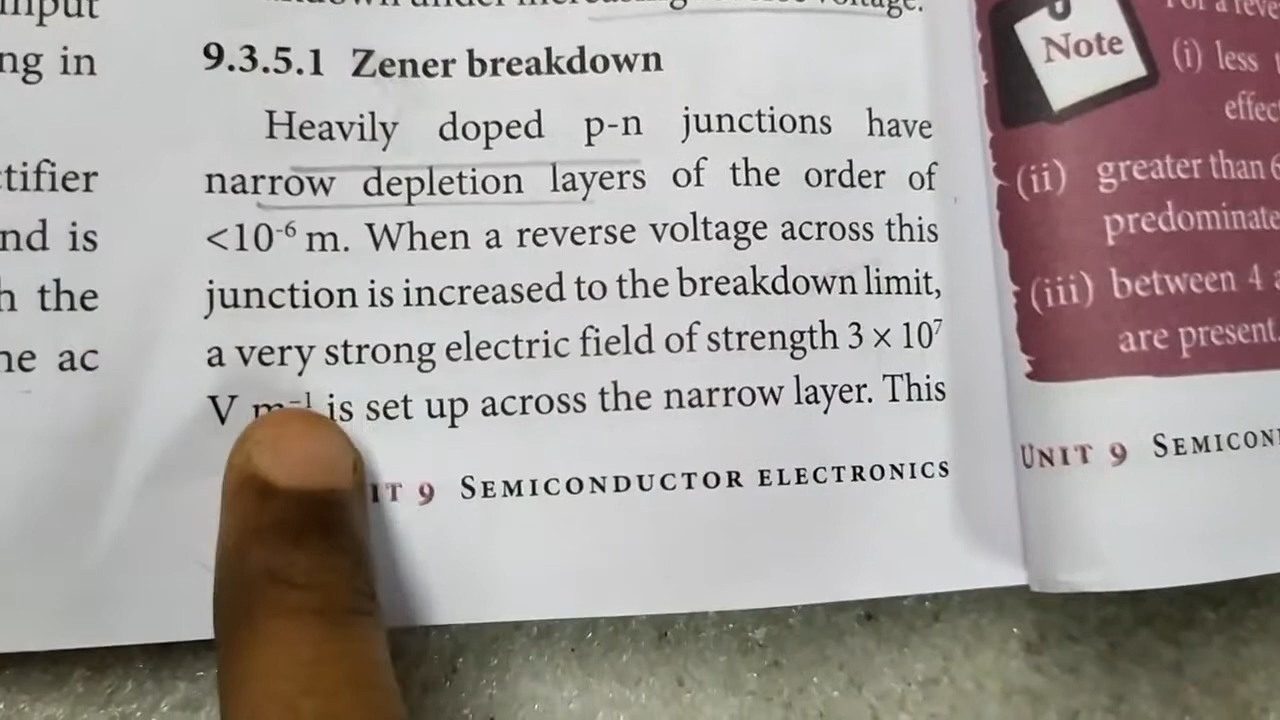 ng in
tifier
nd is
h the
ne ac
9.3.5.1 Zener breakdown
Heavily doped p-n junctions have
narrow depletion layers of the order of
<10⁻⁶ m. When a reverse voltage across this
junction is increased to the breakdown limit,
a very strong electric field of strength 3 × 10⁷
V m⁻¹ is set up across the narrow layer. This
IT 9 SEMICONDUCTOR ELECTRONICS
Note
(i) less
effec
(ii) greater than 6
predominate
(iii) between 4
are present.
UNIT 9 SEMICON